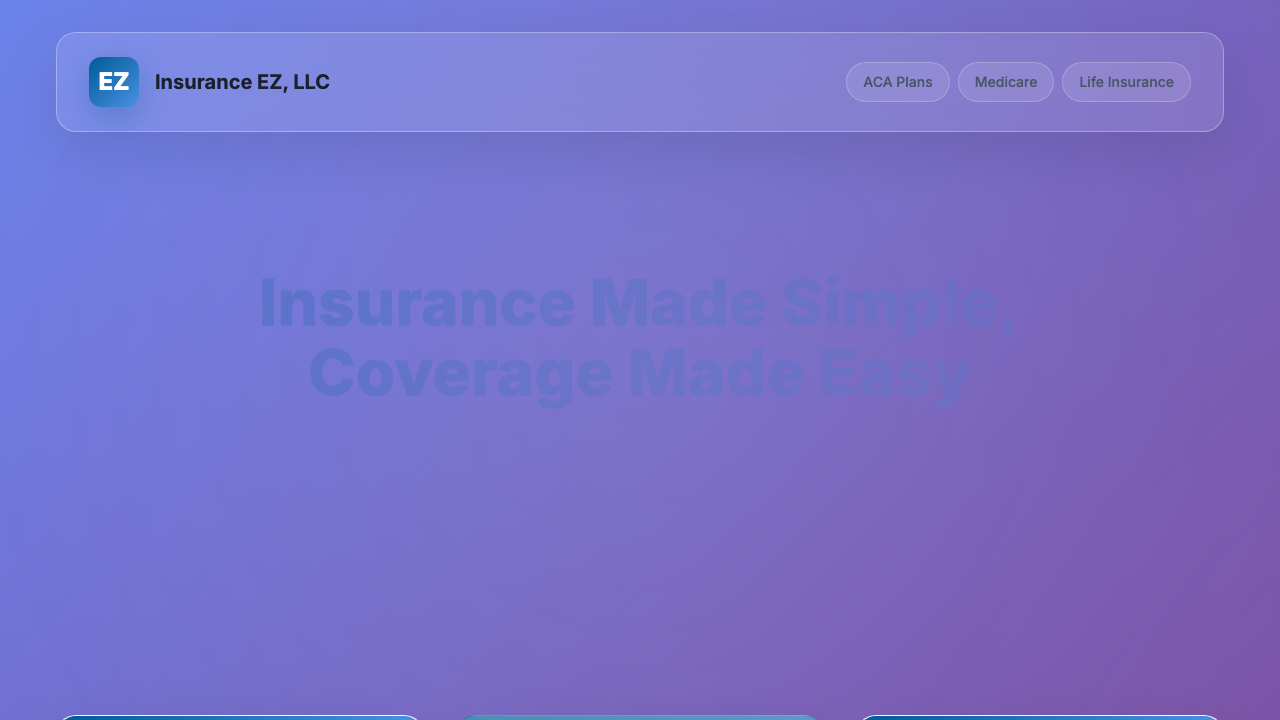 EZ
Insurance EZ, LLC
ACA Plans
Medicare
Life Insurance
Insurance Made Simple,
Coverage Made Easy